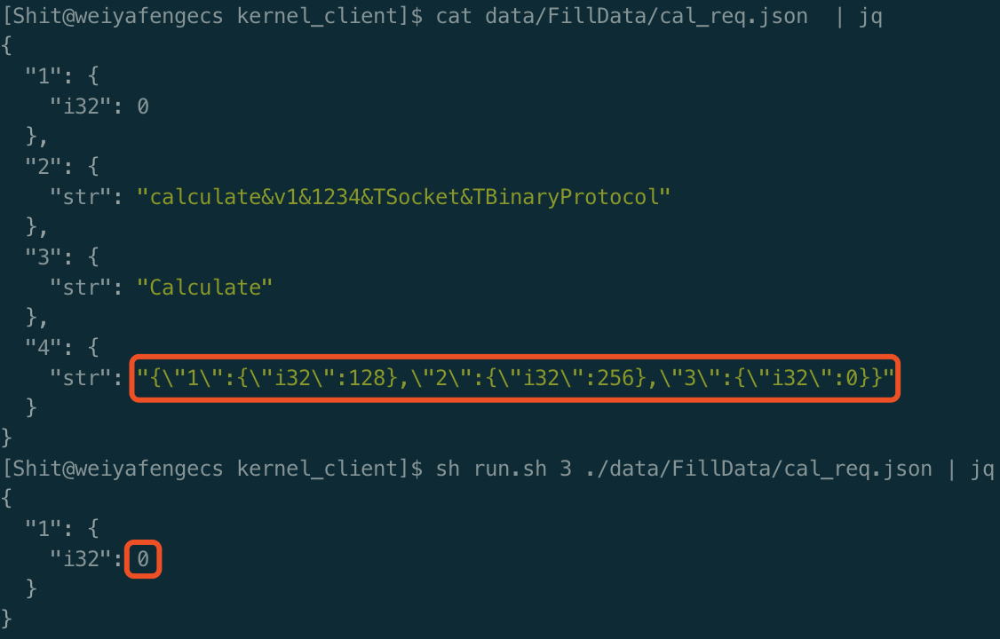 [Shit@weiyafengecs kernel_client]$ cat data/FillData/cal_req.json  | jq
{
  "1": {
    "i32": 0
  },
  "2": {
    "str": "calculate&v1&1234&TSocket&TBinaryProtocol"
  },
  "3": {
    "str": "Calculate"
  },
  "4": {
    "str": "{\"1\":{\"i32\":128},\"2\":{\"i32\":256},\"3\":{\"i32\":0}}"
  }
}
[Shit@weiyafengecs kernel_client]$ sh run.sh 3 ./data/FillData/cal_req.json | jq
{
  "1": {
    "i32": 0
  }
}